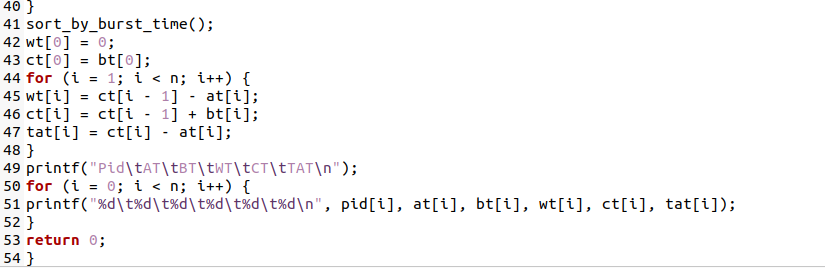 40 }
41 sort_by_burst_time();
42 wt[0] = 0;
43 ct[0] = bt[0];
44 for (i = 1; i < n; i++) {
45 wt[i] = ct[i - 1] - at[i];
46 ct[i] = ct[i - 1] + bt[i];
47 tat[i] = ct[i] - at[i];
48 }
49 printf("Pid\tAT\tBT\tWT\tCT\tTAT\n");
50 for (i = 0; i < n; i++) {
51 printf("%d\t%d\t%d\t%d\t%d\t%d\n", pid[i], at[i], bt[i], wt[i], ct[i], tat[i]);
52 }
53 return 0;
54 }